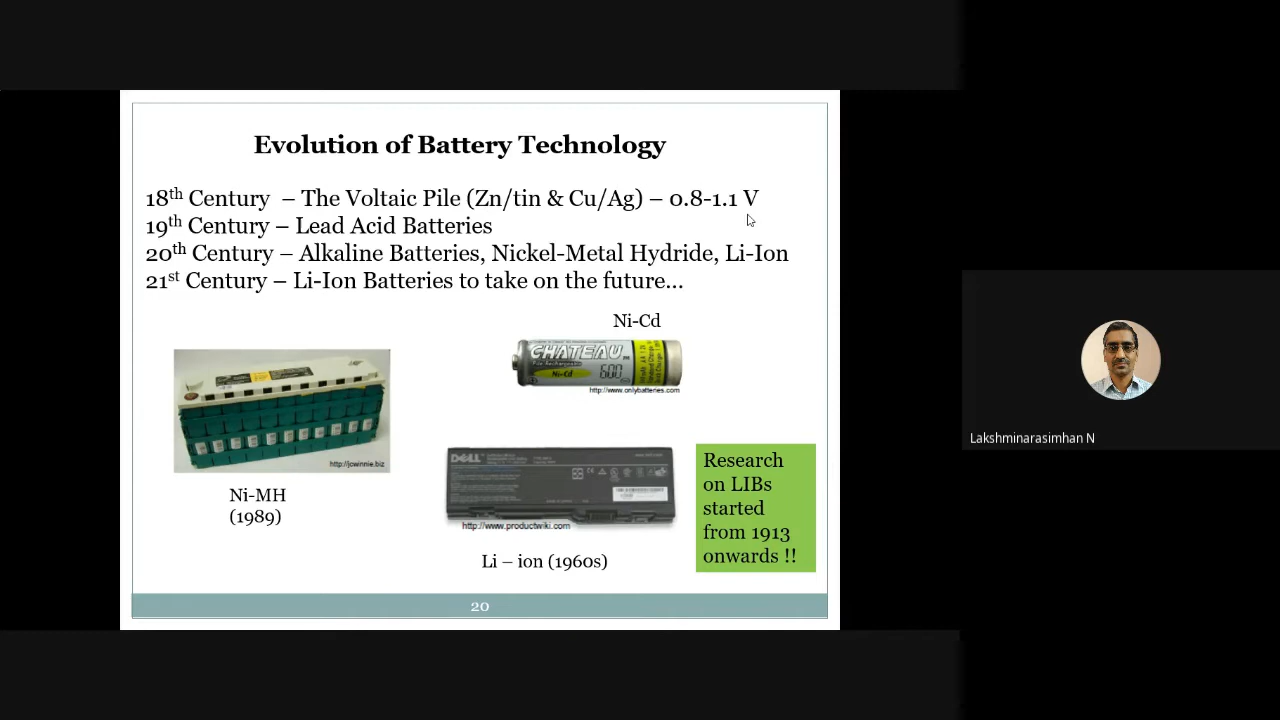 Evolution of Battery Technology
18th Century – The Voltaic Pile (Zn/tin & Cu/Ag) – 0.8-1.1 V
19th Century – Lead Acid Batteries
20th Century – Alkaline Batteries, Nickel-Metal Hydride, Li-Ion
21st Century – Li-Ion Batteries to take on the future...
Ni-Cd
CHATEAU
Ni-Cd
600
http://www.onlybatteries.com
http://jcwinnie.biz
Ni-MH
(1989)
DELL
http://www.productwiki.com
Li – ion (1960s)
Research
on LIBs
started
from 1913
onwards !!
20
Lakshminarasimhan N